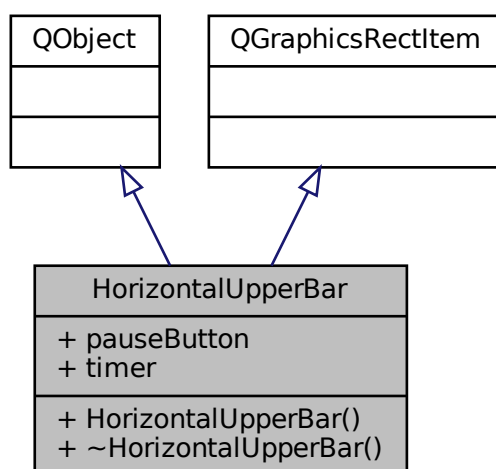 QObject
QGraphicsRectItem
HorizontalUpperBar
+ pauseButton
+ timer
+ HorizontalUpperBar()
+ ~HorizontalUpperBar()